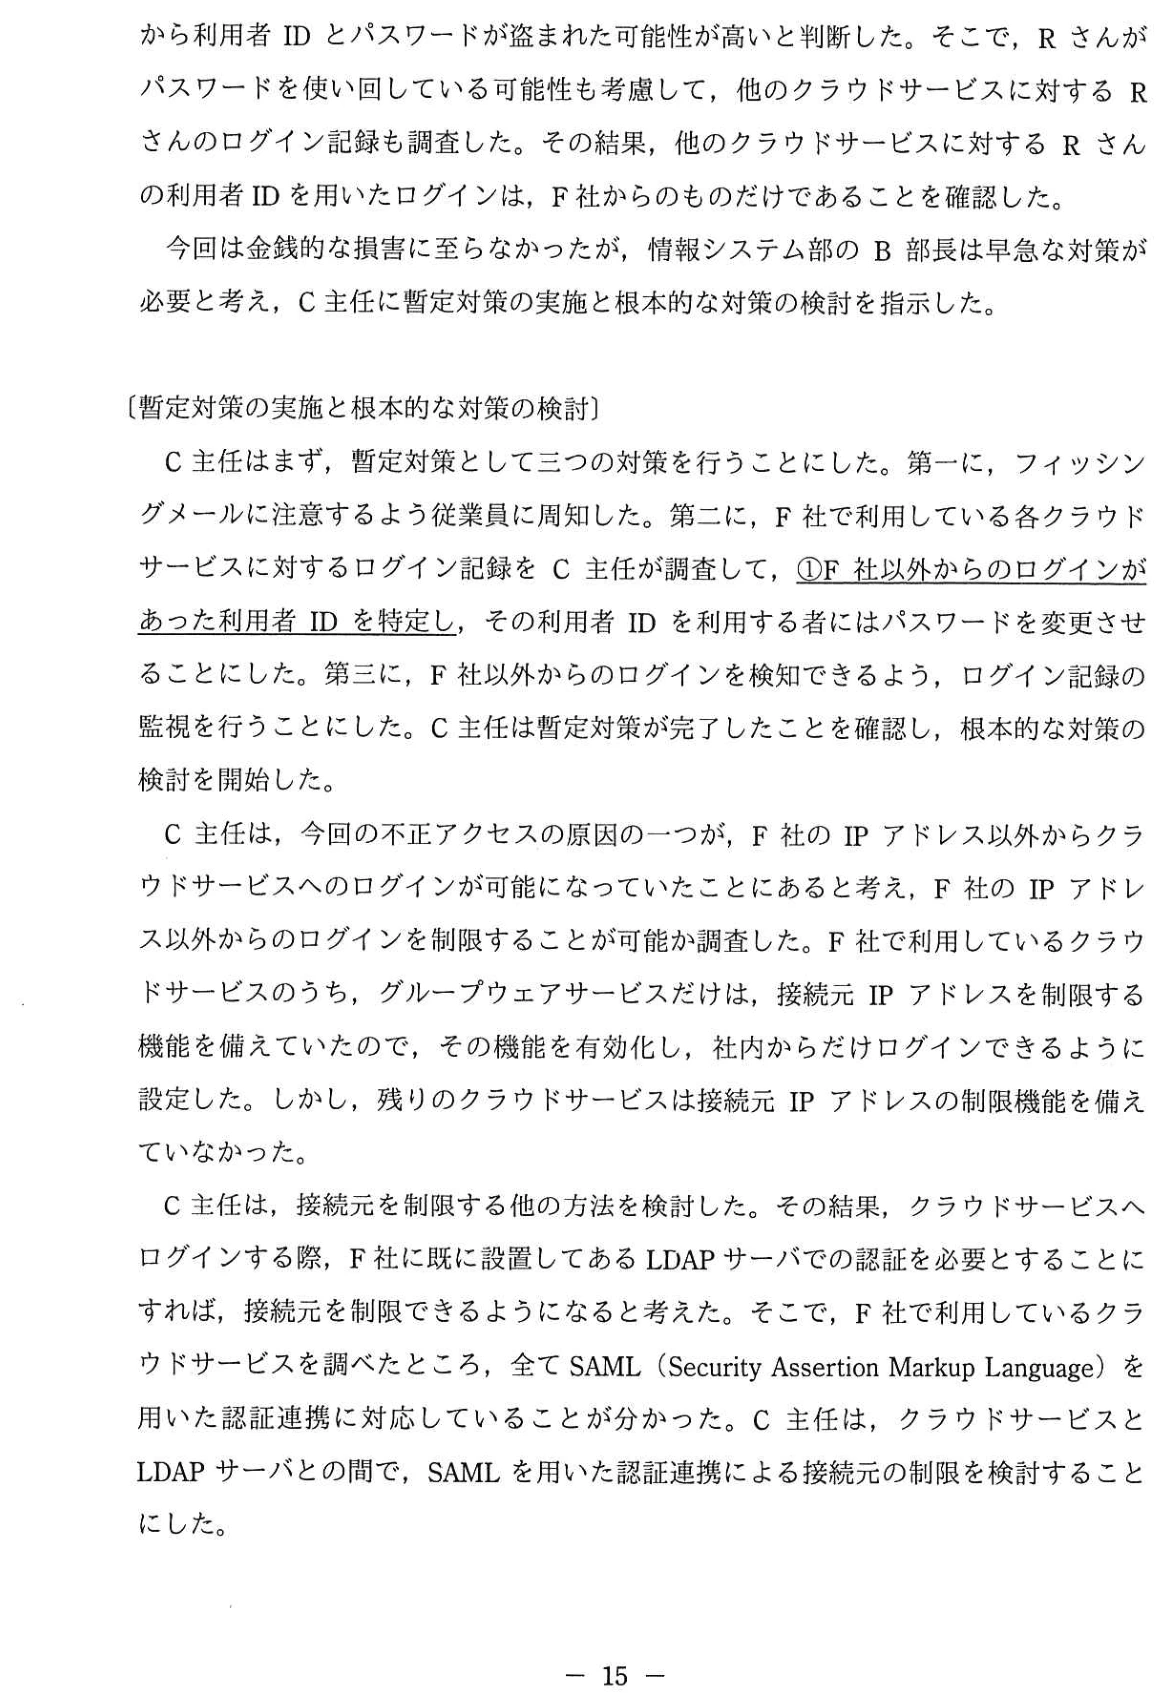 から利用者 ID とパスワードが盗まれた可能性が高いと判断した。そこで，R さんが
パスワードを使い回している可能性も考慮して，他のクラウドサービスに対する R
さんのログイン記録も調査した。その結果，他のクラウドサービスに対する R さん
の利用者 ID を用いたログインは，F 社からのものだけであることを確認した。
今回は金銭的な損害に至らなかったが，情報システム部の B 部長は早急な対策が
必要と考え，C 主任に暫定対策の実施と根本的な対策の検討を指示した。
〔暫定対策の実施と根本的な対策の検討〕
C 主任はまず，暫定対策として三つの対策を行うことにした。第一に，フィッシン
グメールに注意するよう従業員に周知した。第二に，F 社で利用している各クラウド
サービスに対するログイン記録を C 主任が調査して，①F 社以外からのログインが
あった利用者 ID を特定し，その利用者 ID を利用する者にはパスワードを変更させ
ることにした。第三に，F 社以外からのログインを検知できるよう，ログイン記録の
監視を行うことにした。C 主任は暫定対策が完了したことを確認し，根本的な対策の
検討を開始した。
C 主任は，今回の不正アクセスの原因の一つが，F 社の IP アドレス以外からクラ
ウドサービスへのログインが可能になっていたことにあると考え，F 社の IP アドレ
ス以外からのログインを制限することが可能か調査した。F 社で利用しているクラウ
ドサービスのうち，グループウェアサービスだけは，接続元 IP アドレスを制限する
機能を備えていたので，その機能を有効化し，社内からだけログインできるように
設定した。しかし，残りのクラウドサービスは接続元 IP アドレスの制限機能を備え
ていなかった。
C 主任は，接続元を制限する他の方法を検討した。その結果，クラウドサービスへ
ログインする際，F 社に既に設置してある LDAP サーバでの認証を必要とすることに
すれば，接続元を制限できるようになると考えた。そこで，F 社で利用しているクラ
ウドサービスを調べたところ，全て SAML（Security Assertion Markup Language）を
用いた認証連携に対応していることが分かった。C 主任は，クラウドサービスと
LDAP サーバとの間で，SAML を用いた認証連携による接続元の制限を検討すること
にした。
― 15 ―